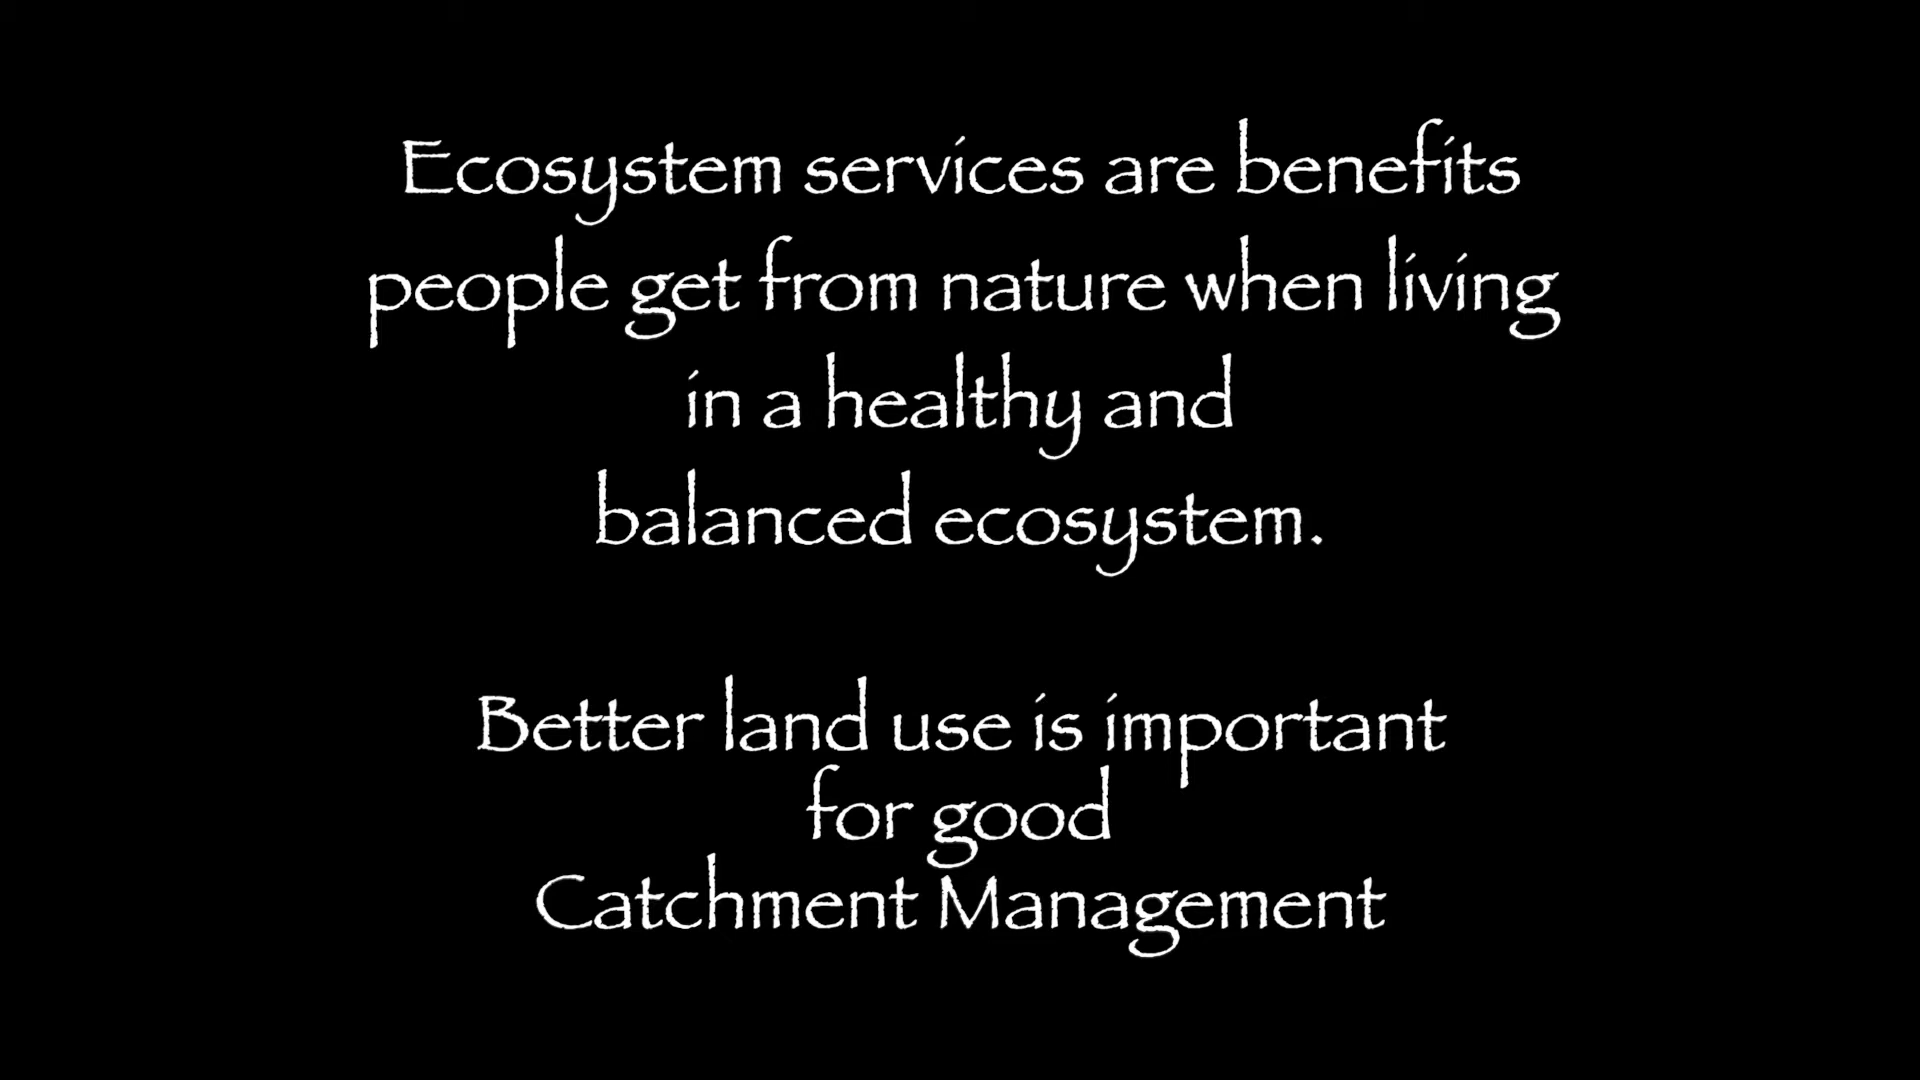 Ecosystem services are benefits
people get from nature when living
in a healthy and
balanced ecosystem.
Better land use is important
for good
Catchment Management